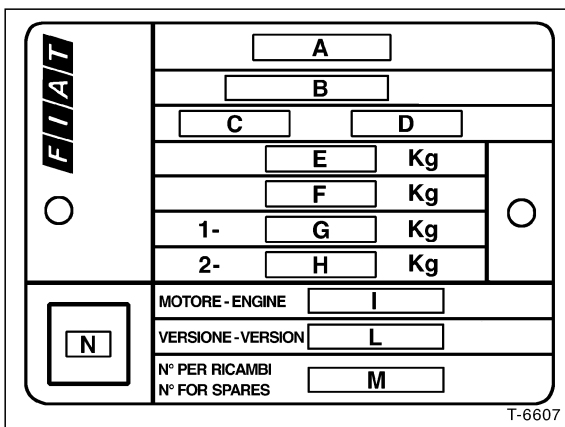 FIAT
A
B
C D
E Kg
F Kg
1- G Kg
2- H Kg
MOTORE - ENGINE I
VERSIONE - VERSION L
N
N° PER RICAMBI
N° FOR SPARES M
T-6607